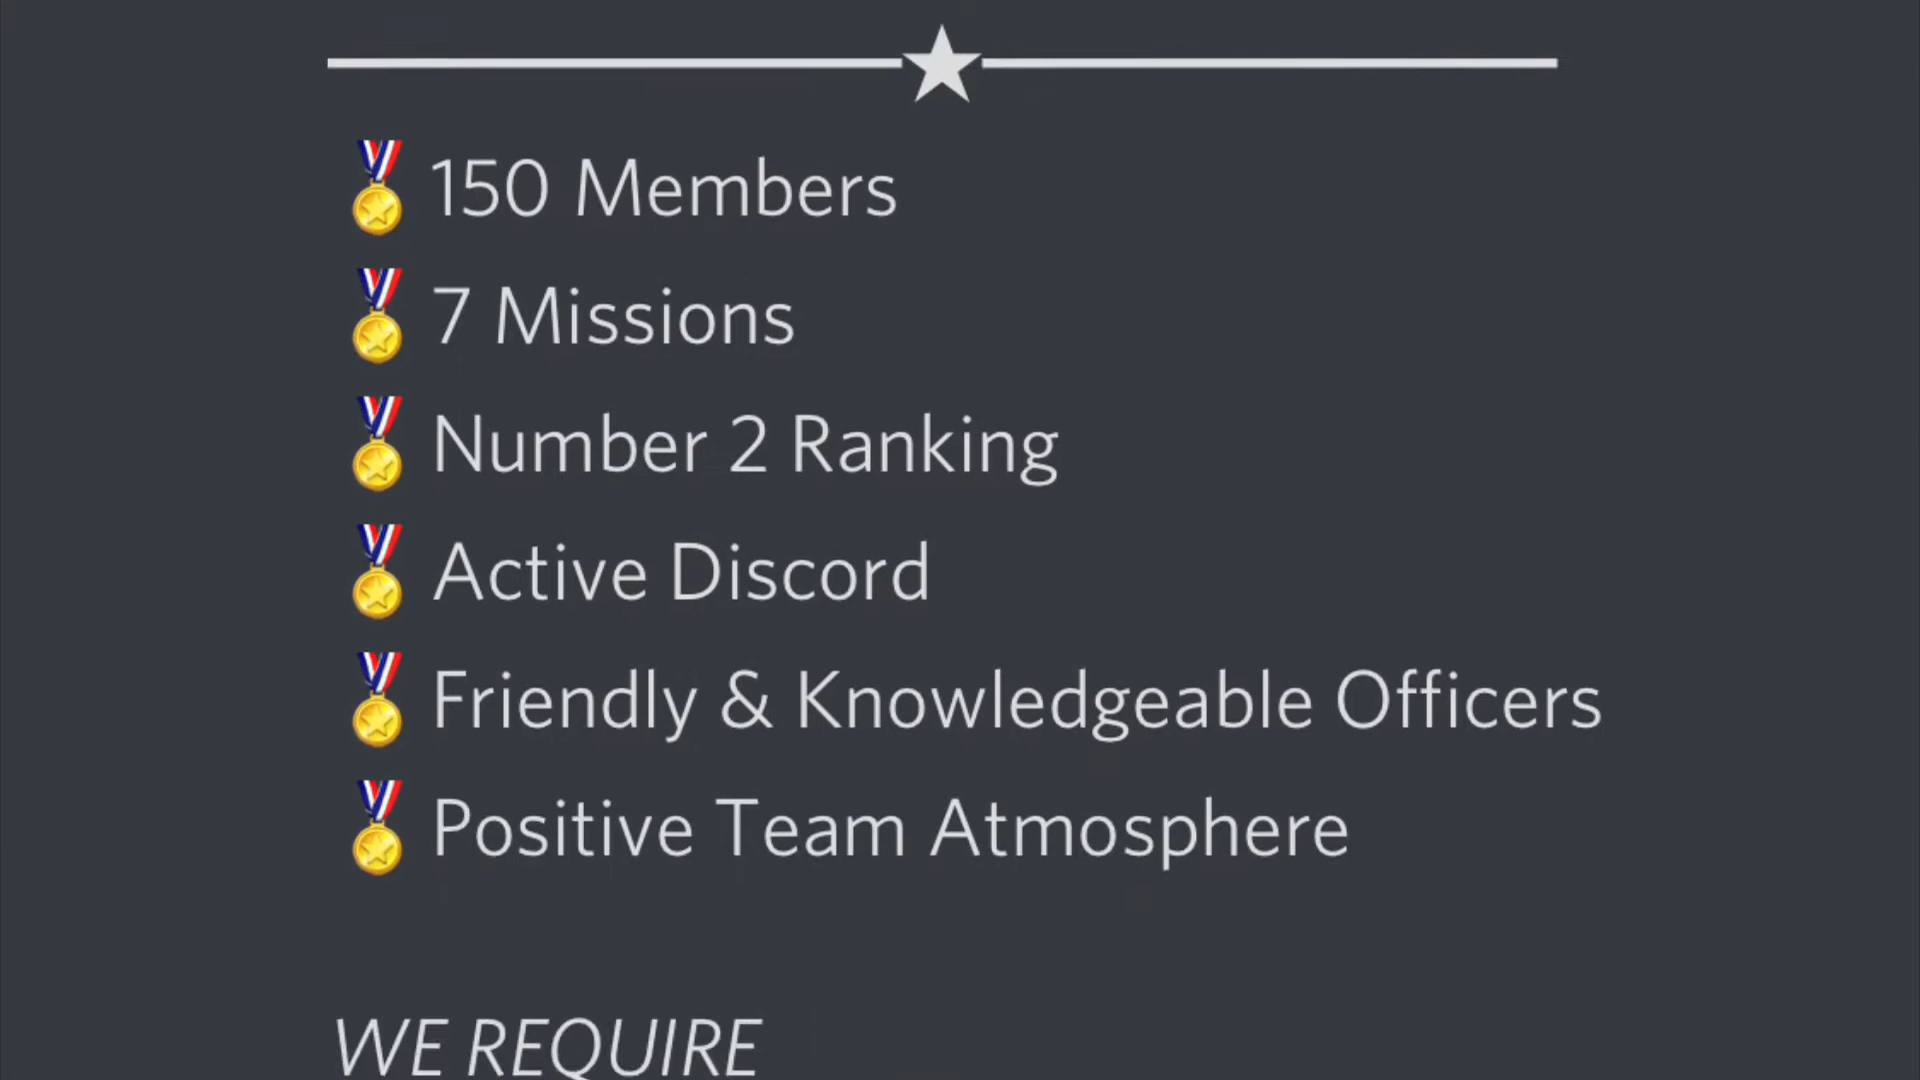 150 Members
7 Missions
Number 2 Ranking
Active Discord
Friendly & Knowledgeable Officers
Positive Team Atmosphere
WE REQUIRE